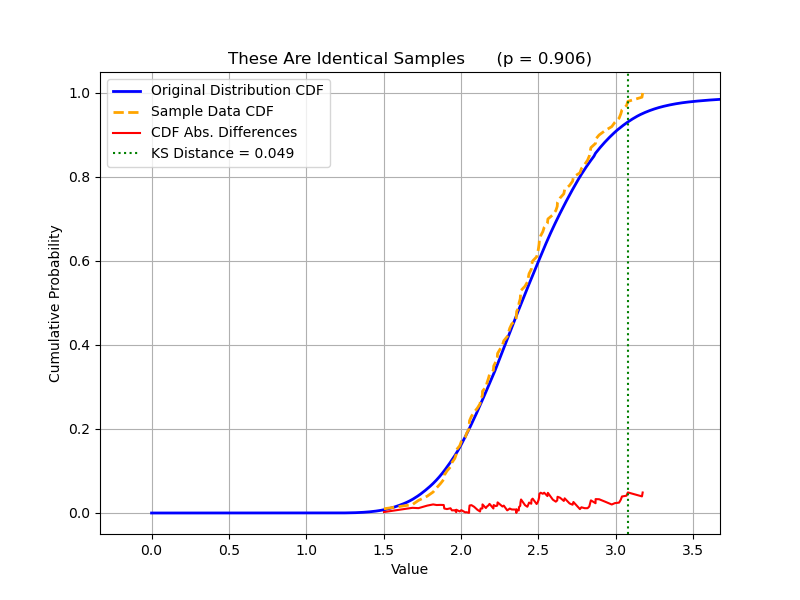 These Are Identical Samples (p = 0.906)
Original Distribution CDF
Sample Data CDF
CDF Abs. Differences
KS Distance = 0.049
Cumulative Probability
1.0
0.8
0.6
0.4
0.2
0.0
0.0 0.5 1.0 1.5 2.0 2.5 3.0 3.5
Value